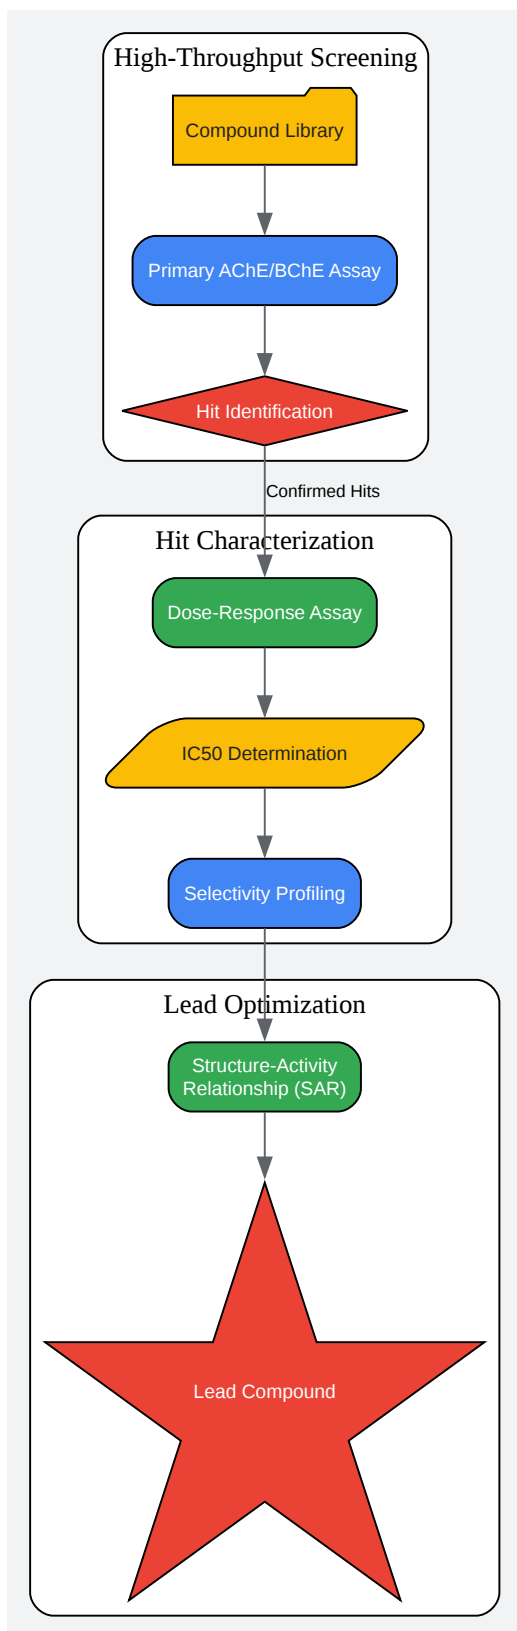 High-Throughput Screening
Compound Library
Primary AChE/BChE Assay
Hit Identification
Confirmed Hits
Hit Characterization
Dose-Response Assay
IC50 Determination
Selectivity Profiling
Lead Optimization
Structure-Activity
Relationship (SAR)
Lead Compound